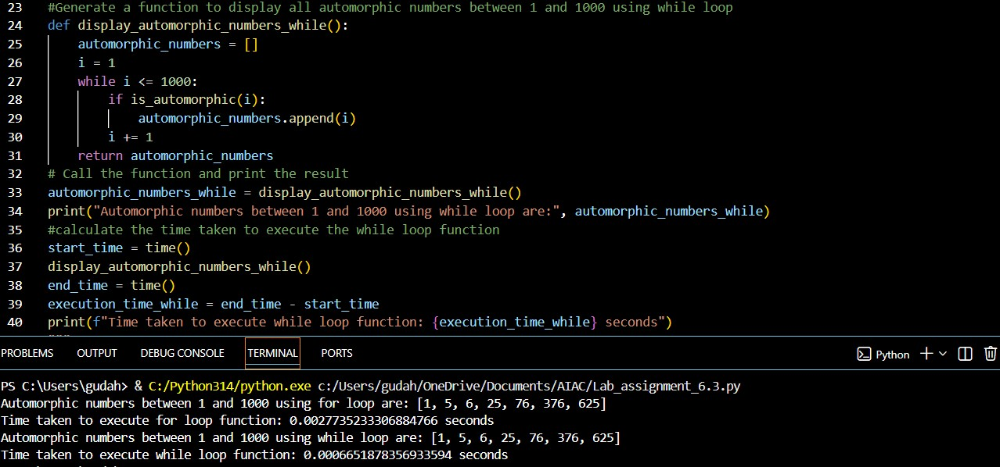 23 #Generate a function to display all automorphic numbers between 1 and 1000 using while loop
24 def display_automorphic_numbers_while():
25     automorphic_numbers = []
26     i = 1
27     while i <= 1000:
28         if is_automorphic(i):
29             automorphic_numbers.append(i)
30         i += 1
31     return automorphic_numbers
32 # Call the function and print the result
33 automorphic_numbers_while = display_automorphic_numbers_while()
34 print("Automorphic numbers between 1 and 1000 using while loop are:", automorphic_numbers_while)
35 #calculate the time taken to execute the while loop function
36 start_time = time()
37 display_automorphic_numbers_while()
38 end_time = time()
39 execution_time_while = end_time - start_time
40 print(f"Time taken to execute while loop function: {execution_time_while} seconds")
PROBLEMS OUTPUT DEBUG CONSOLE TERMINAL PORTS Python
PS C:\Users\gudah> & C:/Python314/python.exe c:/Users/gudah/OneDrive/Documents/AIAC/Lab_assignment_6.3.py
Automorphic numbers between 1 and 1000 using for loop are: [1, 5, 6, 25, 76, 376, 625]
Time taken to execute for loop function: 0.0027735233306884766 seconds
Automorphic numbers between 1 and 1000 using while loop are: [1, 5, 6, 25, 76, 376, 625]
Time taken to execute while loop function: 0.0006651878356933594 seconds